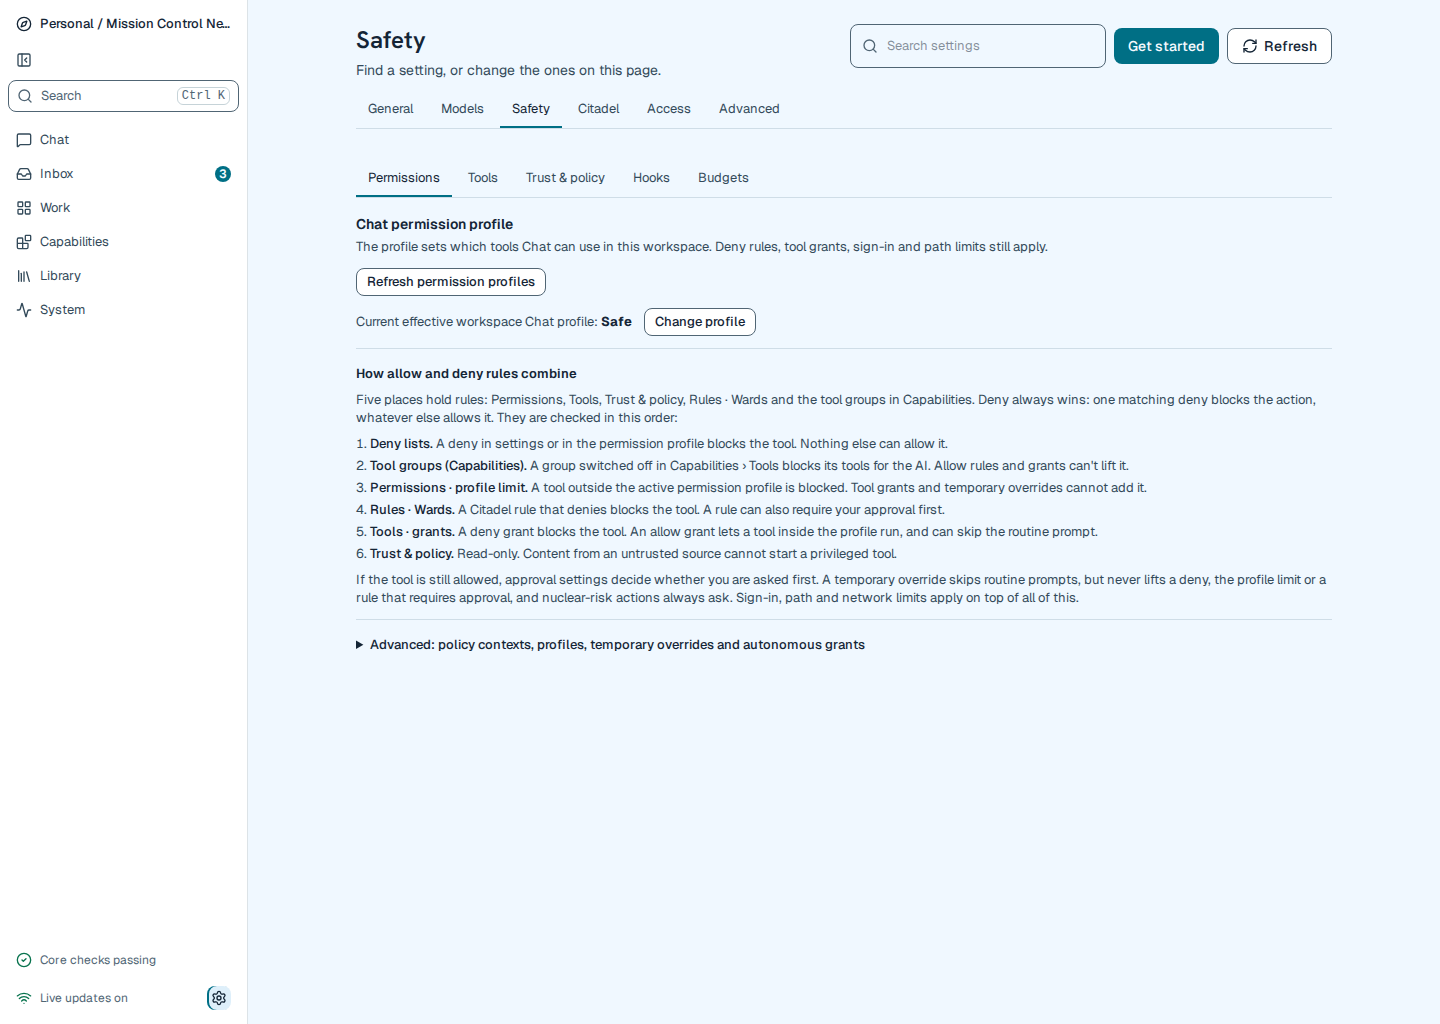 Personal / Mission Control Ne...
Search
Ctrl K
Chat
Inbox
3
Work
Capabilities
Library
System
Core checks passing
Live updates on
Safety
Find a setting, or change the ones on this page.
Search settings
Get started
Refresh
General
Models
Safety
Citadel
Access
Advanced
Permissions
Tools
Trust & policy
Hooks
Budgets
Chat permission profile
The profile sets which tools Chat can use in this workspace. Deny rules, tool grants, sign-in and path limits still apply.
Refresh permission profiles
Current effective workspace Chat profile: Safe
Change profile
How allow and deny rules combine
Five places hold rules: Permissions, Tools, Trust & policy, Rules · Wards and the tool groups in Capabilities. Deny always wins: one matching deny blocks the action,
whatever else allows it. They are checked in this order:
1. Deny lists. A deny in settings or in the permission profile blocks the tool. Nothing else can allow it.
2. Tool groups (Capabilities). A group switched off in Capabilities › Tools blocks its tools for the AI. Allow rules and grants can't lift it.
3. Permissions · profile limit. A tool outside the active permission profile is blocked. Tool grants and temporary overrides cannot add it.
4. Rules · Wards. A Citadel rule that denies blocks the tool. A rule can also require your approval first.
5. Tools · grants. A deny grant blocks the tool. An allow grant lets a tool inside the profile run, and can skip the routine prompt.
6. Trust & policy. Read-only. Content from an untrusted source cannot start a privileged tool.
If the tool is still allowed, approval settings decide whether you are asked first. A temporary override skips routine prompts, but never lifts a deny, the profile limit or a
rule that requires approval, and nuclear-risk actions always ask. Sign-in, path and network limits apply on top of all of this.
Advanced: policy contexts, profiles, temporary overrides and autonomous grants